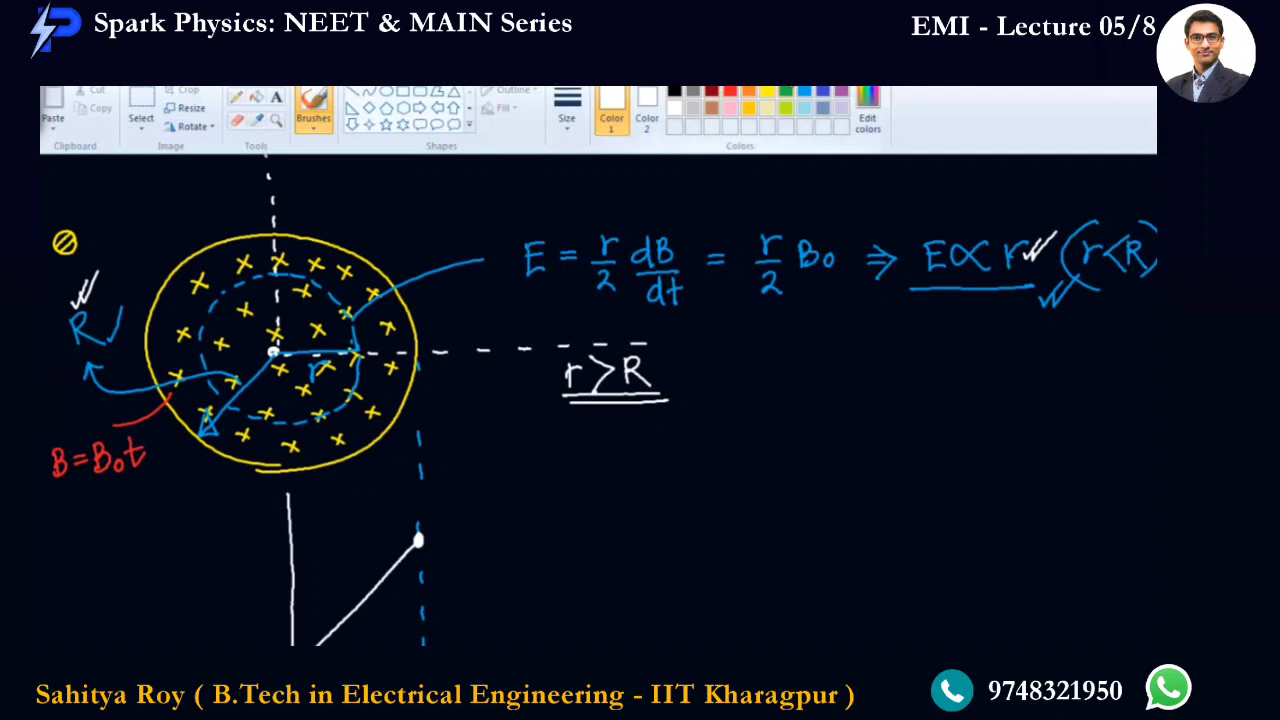 Spark Physics: NEET & MAIN Series
EMI - Lecture 05/8
Paste
Cut
Copy
Clipboard
Select
Crop
Resize
Rotate
Image
A
Tools
Brushes
Outline
Fill
Shapes
Size
Color
1
Color
2
Edit
colors
Colors
E = r/2 dB/dt = r/2 B₀ ⇒ E ∝ r (r < R)
R
r
r > R
B = B₀t
Sahitya Roy ( B.Tech in Electrical Engineering - IIT Kharagpur )
9748321950